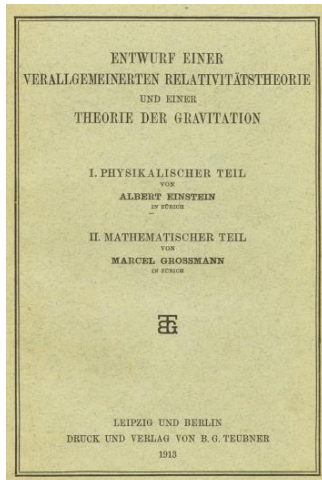 ENTWURF EINER
VERALLGEMEINERTEN RELATIVITÄTSTHEORIE
UND EINER
THEORIE DER GRAVITATION
I. PHYSIKALISCHER TEIL
VON
ALBERT EINSTEIN
IN ZÜRICH
II. MATHEMATISCHER TEIL
VON
MARCEL GROSSMANN
IN ZÜRICH
BTG
LEIPZIG UND BERLIN
DRUCK UND VERLAG VON B. G. TEUBNER
1913